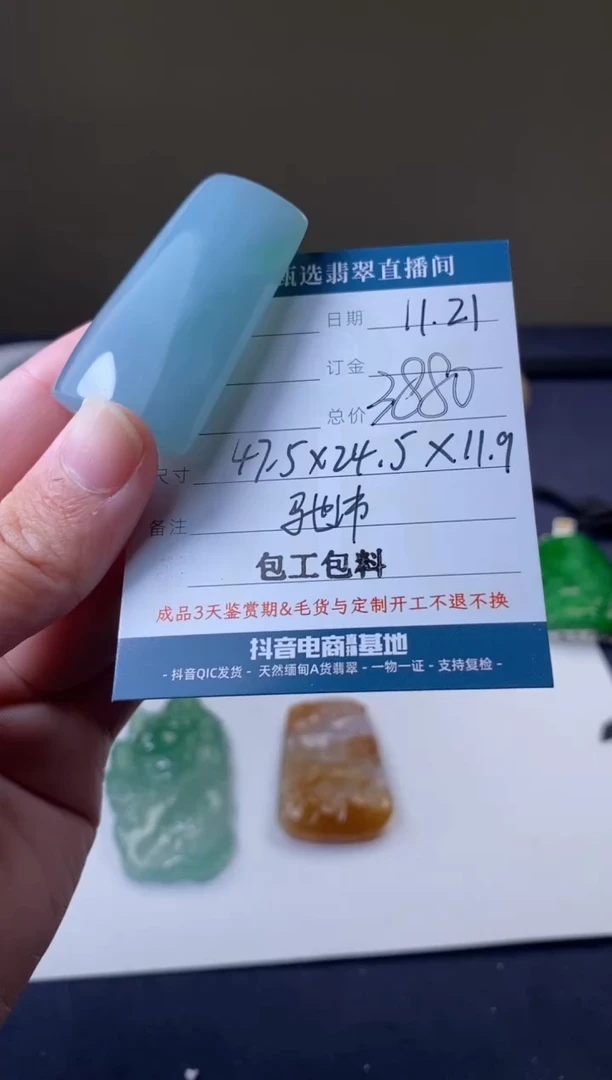 甄选翡翠直播间
日期 11.21
订金
总价 3880
尺寸 47.5×24.5×11.9
备注
包工包料
成品3天鉴赏期&毛货与定制开工不退不换
抖音电商 基地
- 抖音QIC发货 - 天然缅甸A货翡翠 - 一物一证 - 支持复检 -